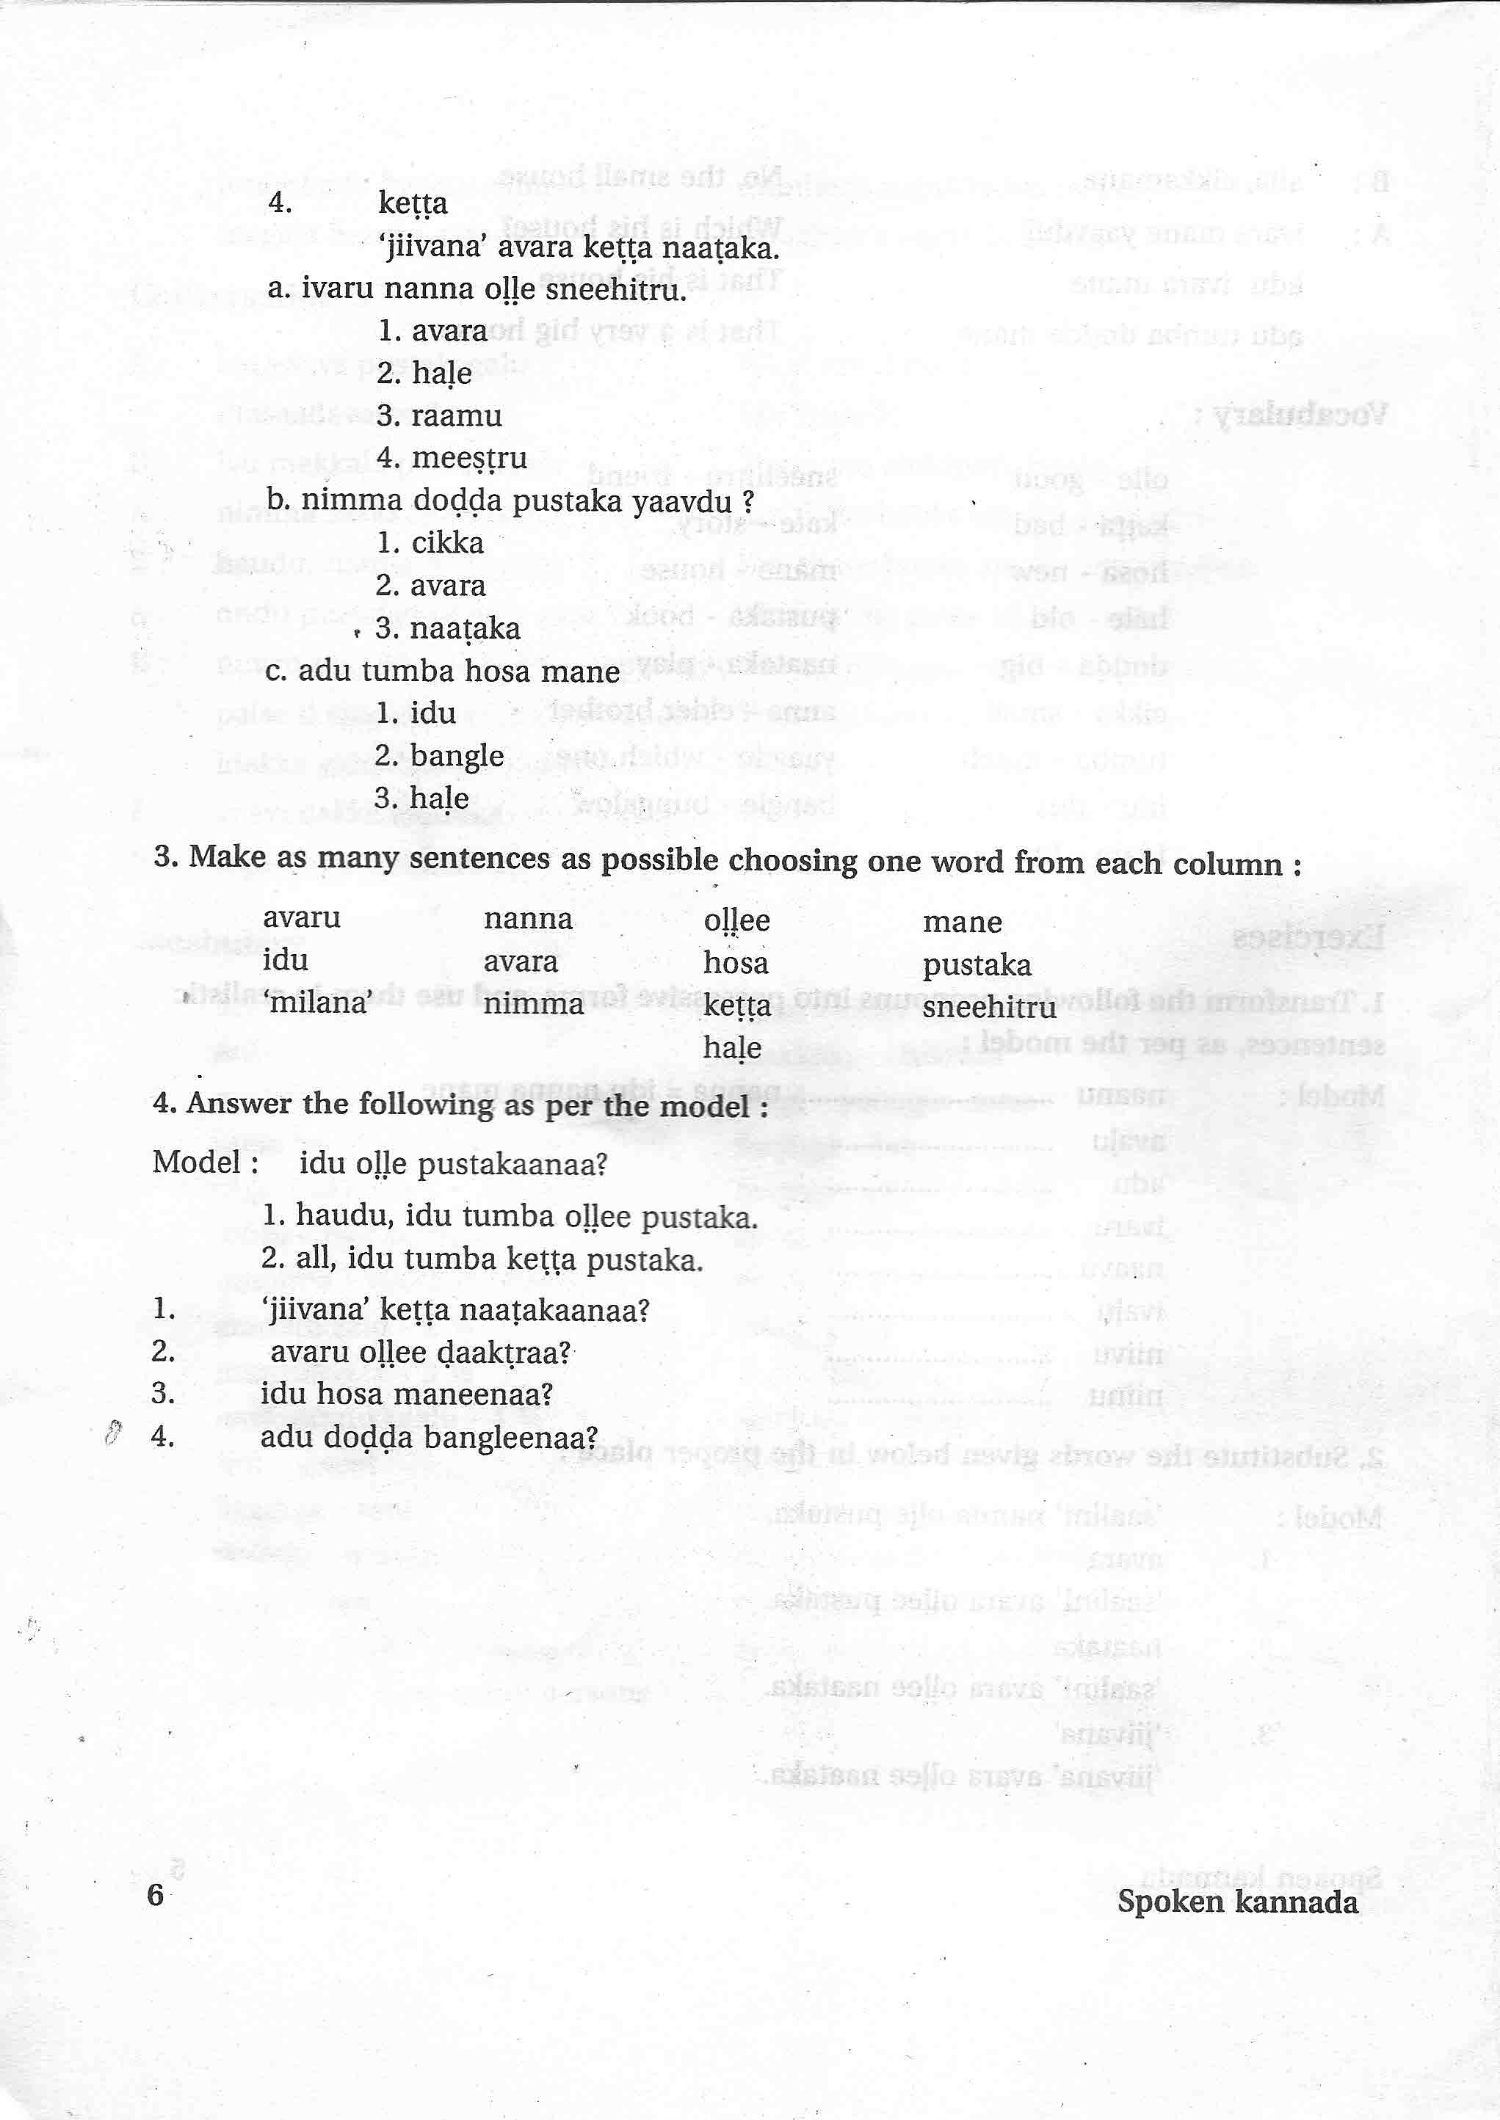 4. keṭṭa
‘jiivana’ avara keṭṭa naaṭaka.
a. ivaru nanna oḷḷe sneehitru.
1. avara
2. haḷe
3. raamu
4. meeṣṭru
b. nimma doḍḍa pustaka yaavdu ?
1. cikka
2. avara
3. naaṭaka
c. adu tumba hosa mane
1. idu
2. bangle
3. haḷe
3. Make as many sentences as possible choosing one word from each column :
avaru nanna oḷḷee mane
idu avara hosa pustaka
‘milana’ nimma keṭṭa sneehitru
haḷe
4. Answer the following as per the model :
Model : idu oḷḷe pustakaanaa?
1. haudu, idu tumba oḷḷee pustaka.
2. all, idu tumba keṭṭa pustaka.
1. ‘jiivana’ keṭṭa naaṭakaanaa?
2. avaru oḷḷee ḍaakṭraa?
3. idu hosa maneenaa?
4. adu doḍḍa bangleenaa?
6 Spoken kannada